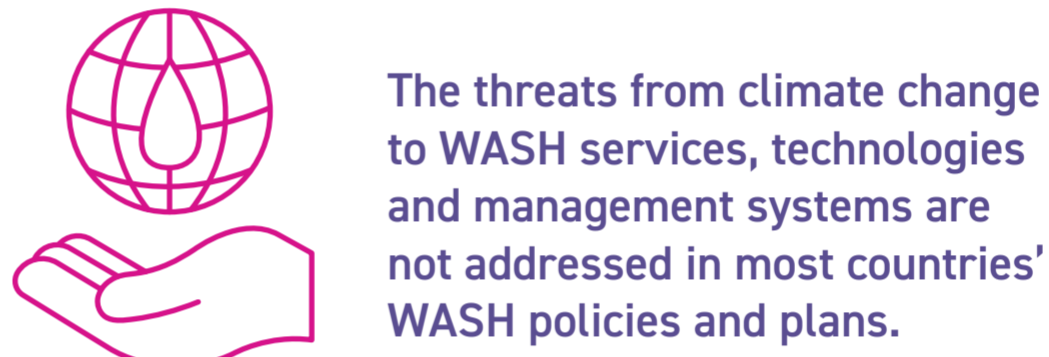 The threats from climate change
to WASH services, technologies
and management systems are
not addressed in most countries’
WASH policies and plans.